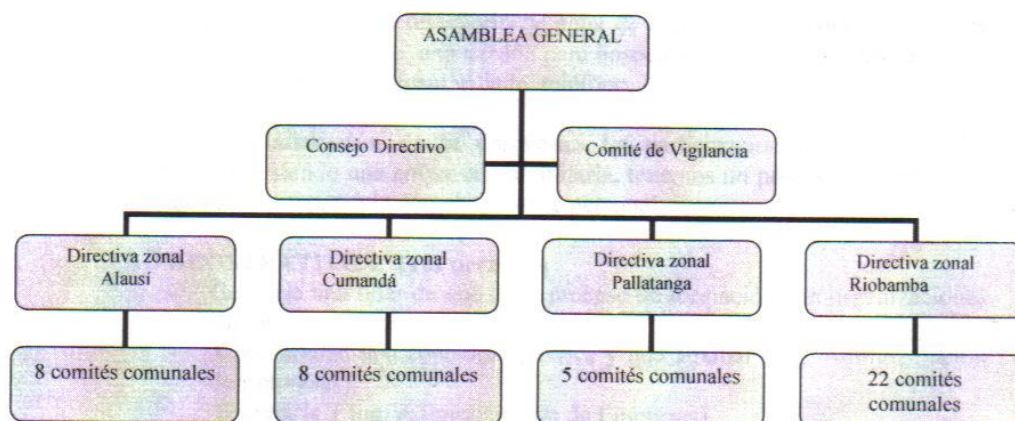 ASAMBLEA GENERAL
Consejo Directivo
Comité de Vigilancia
Directiva zonal
Alausí
Directiva zonal
Cumandá
Directiva zonal
Pallatanga
Directiva zonal
Riobamba
8 comités comunales
8 comités comunales
5 comités comunales
22 comités
comunales